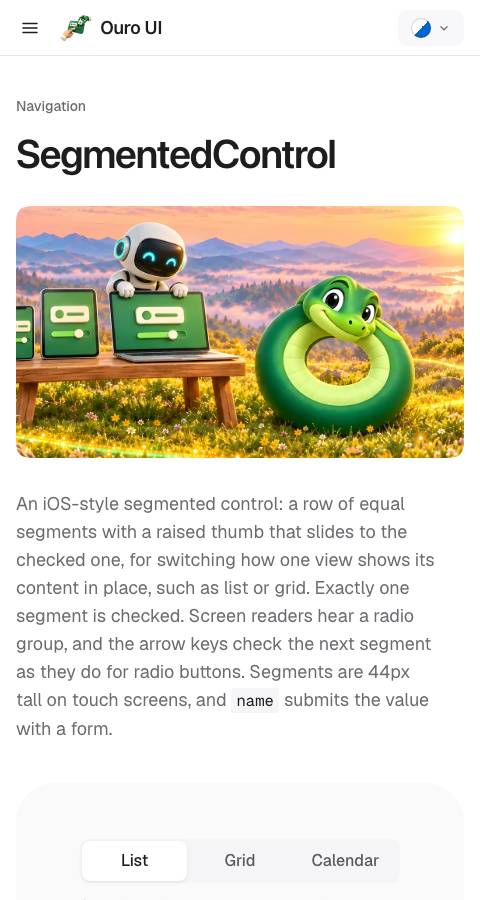 Ouro UI
Navigation
SegmentedControl
An iOS-style segmented control: a row of equal
segments with a raised thumb that slides to the
checked one, for switching how one view shows its
content in place, such as list or grid. Exactly one
segment is checked. Screen readers hear a radio
group, and the arrow keys check the next segment
as they do for radio buttons. Segments are 44px
tall on touch screens, and name submits the value
with a form.
List Grid Calendar